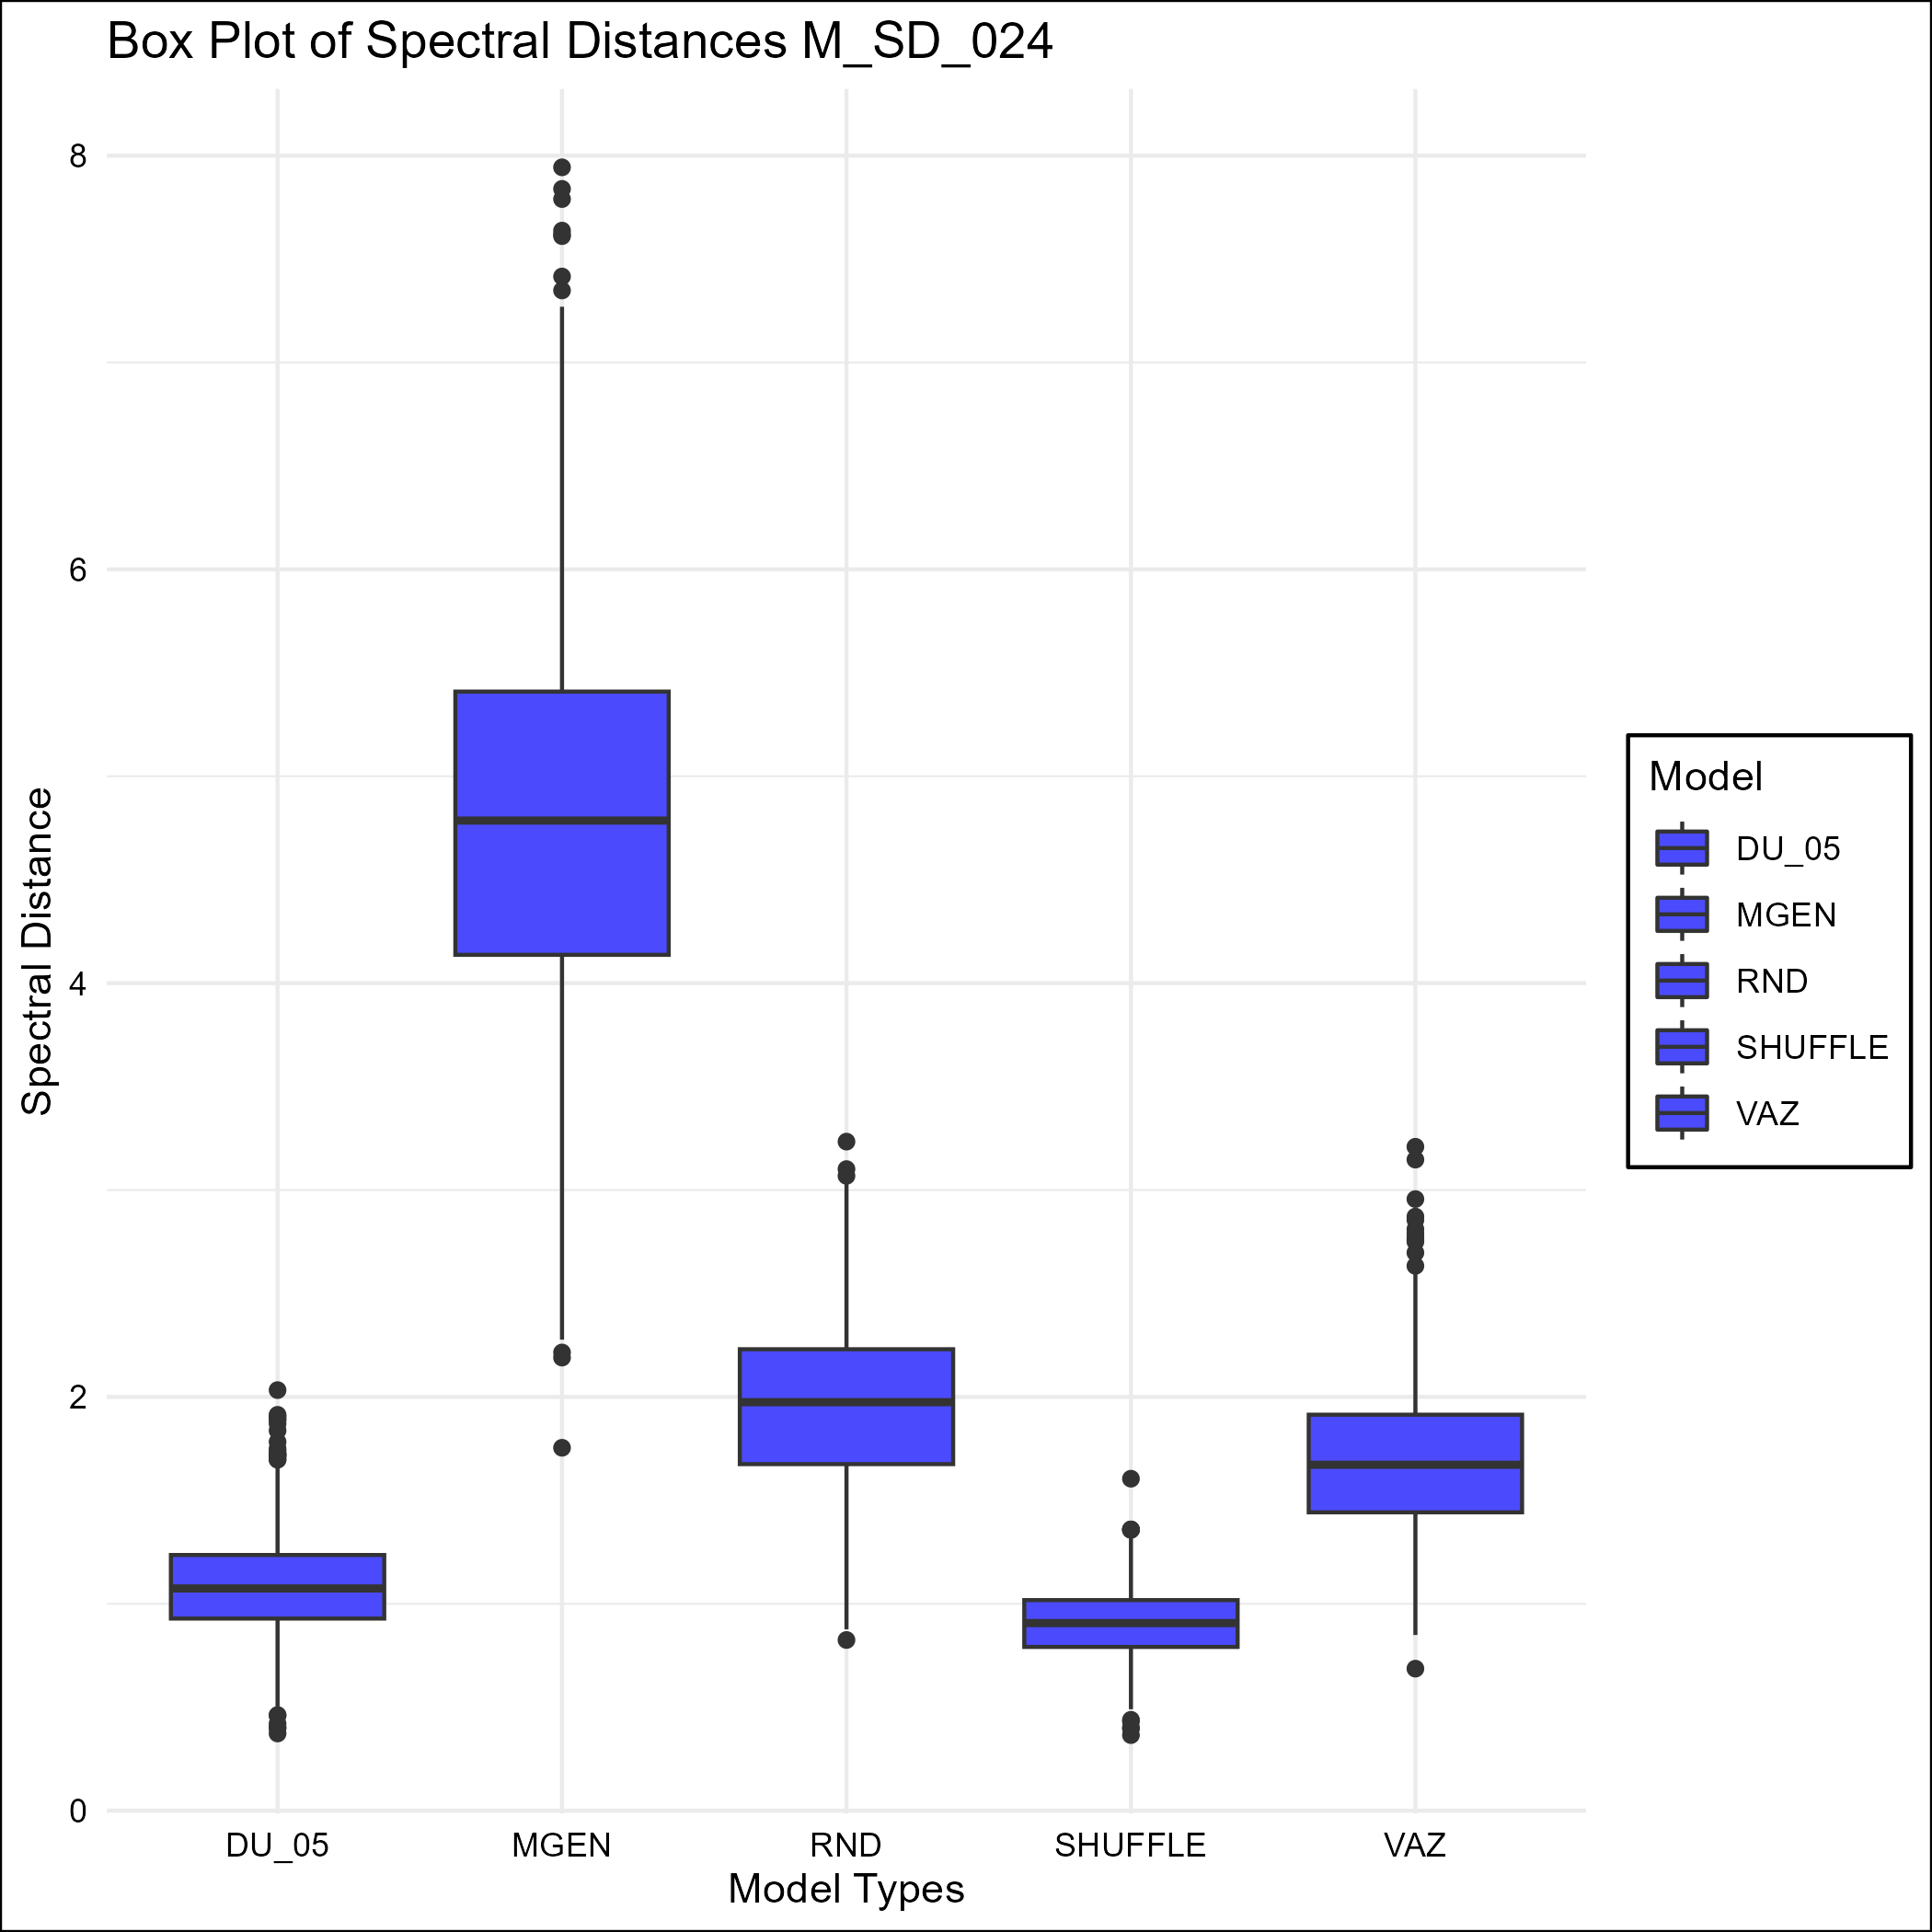 Box Plot of Spectral Distances M_SD_024
Spectral Distance
8
6
4
2
0
DU_05 MGEN RND SHUFFLE VAZ
Model Types
Model
DU_05
MGEN
RND
SHUFFLE
VAZ